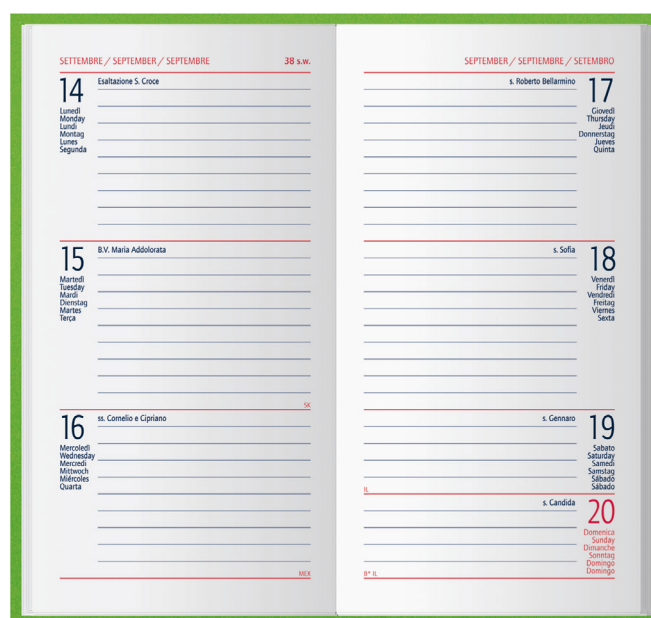 SETTEMBRE / SEPTEMBER / SEPTEMBRE 38 s.w.
14 Esaltazione S. Croce
Lunedì
Monday
Lundi
Montag
Lunes
Segunda
15 B.V. Maria Addolorata
Martedì
Tuesday
Mardi
Dienstag
Martes
Terça
SK
16 ss. Cornelio e Cipriano
Mercoledì
Wednesday
Mercredi
Mittwoch
Miércoles
Quarta
MEX
SEPTEMBER / SEPTIEMBRE / SETEMBRO
s. Roberto Bellarmino 17
Giovedì
Thursday
Jeudi
Donnerstag
Jueves
Quinta
s. Sofia 18
Venerdì
Friday
Vendredi
Freitag
Viernes
Sexta
s. Gennaro 19
Sabato
Saturday
Samedi
Samstag
Sábado
Sábado
IL
s. Candida 20
Domenica
Sunday
Dimanche
Sonntag
Domingo
Domingo
B* IL